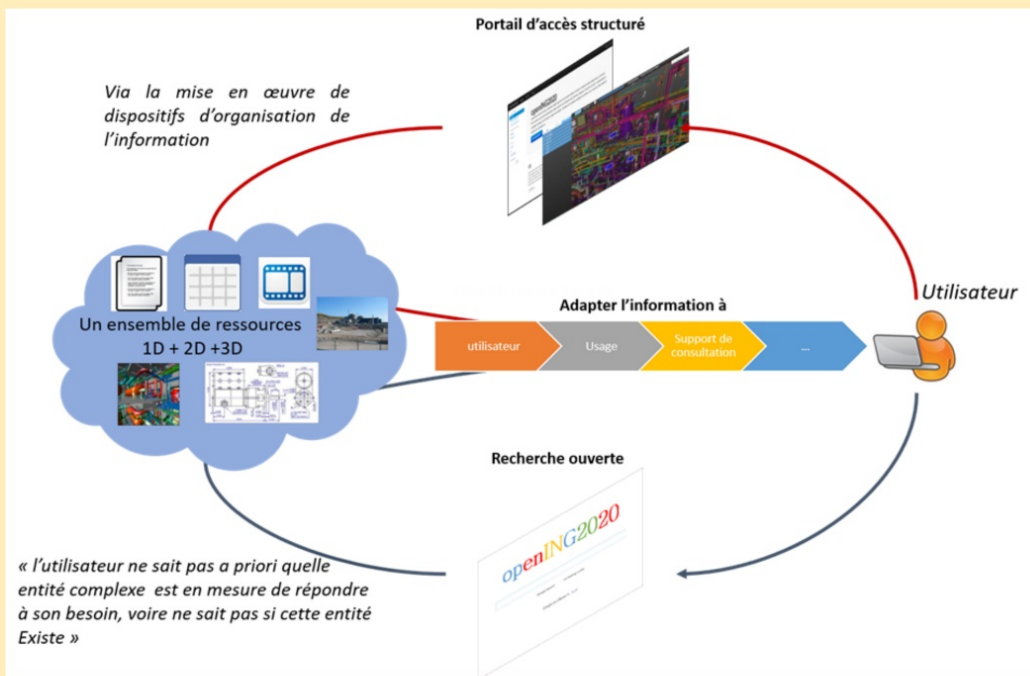 Portail d'accès structuré
Via la mise en œuvre de
dispositifs d'organisation de
l'information
openING2020
Utilisateur
Un ensemble de ressources
1D + 2D +3D
Adapter l'information à
utilisateur
Usage
Support de
consultation
...
Recherche ouverte
openING2020
« l'utilisateur ne sait pas a priori quelle
entité complexe est en mesure de répondre
à son besoin, voire ne sait pas si cette entité
Existe »